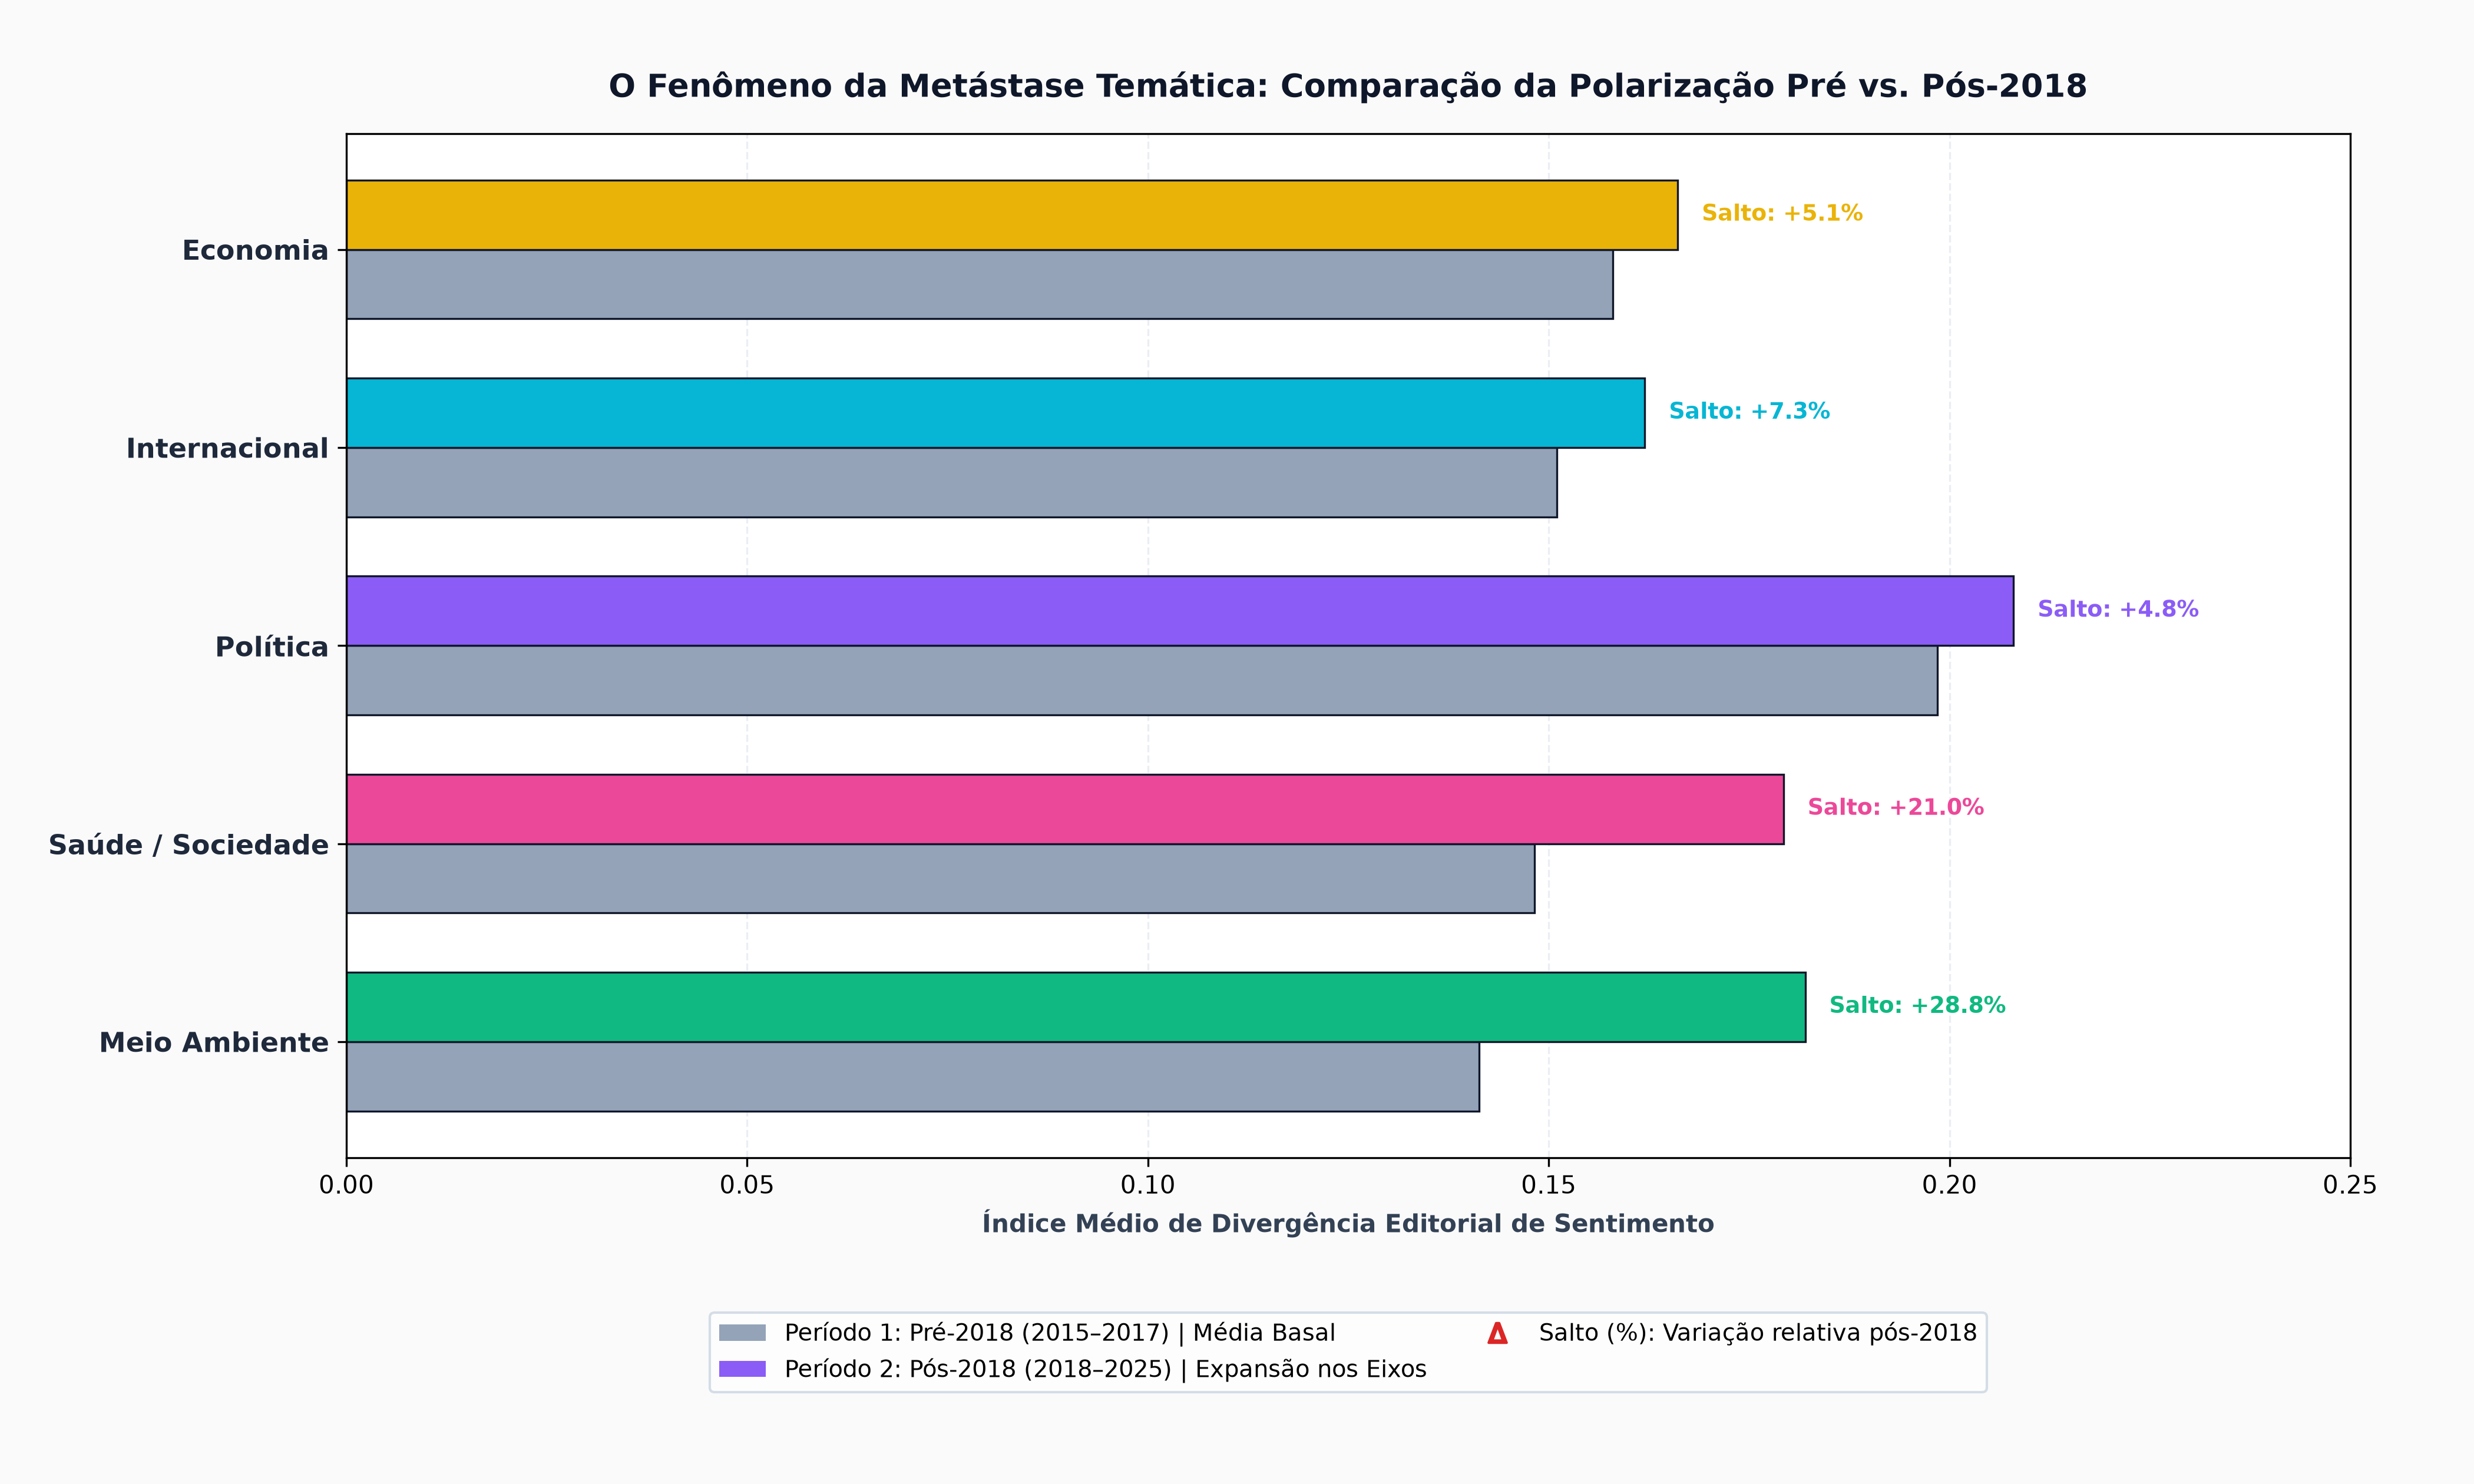 O Fenômeno da Metástase Temática: Comparação da Polarização Pré vs. Pós-2018
Economia
Salto: +5.1%
Internacional
Salto: +7.3%
Política
Salto: +4.8%
Saúde / Sociedade
Salto: +21.0%
Meio Ambiente
Salto: +28.8%
0.00 0.05 0.10 0.15 0.20 0.25
Índice Médio de Divergência Editorial de Sentimento
Período 1: Pré-2018 (2015–2017) | Média Basal
Período 2: Pós-2018 (2018–2025) | Expansão nos Eixos
Δ Salto (%): Variação relativa pós-2018